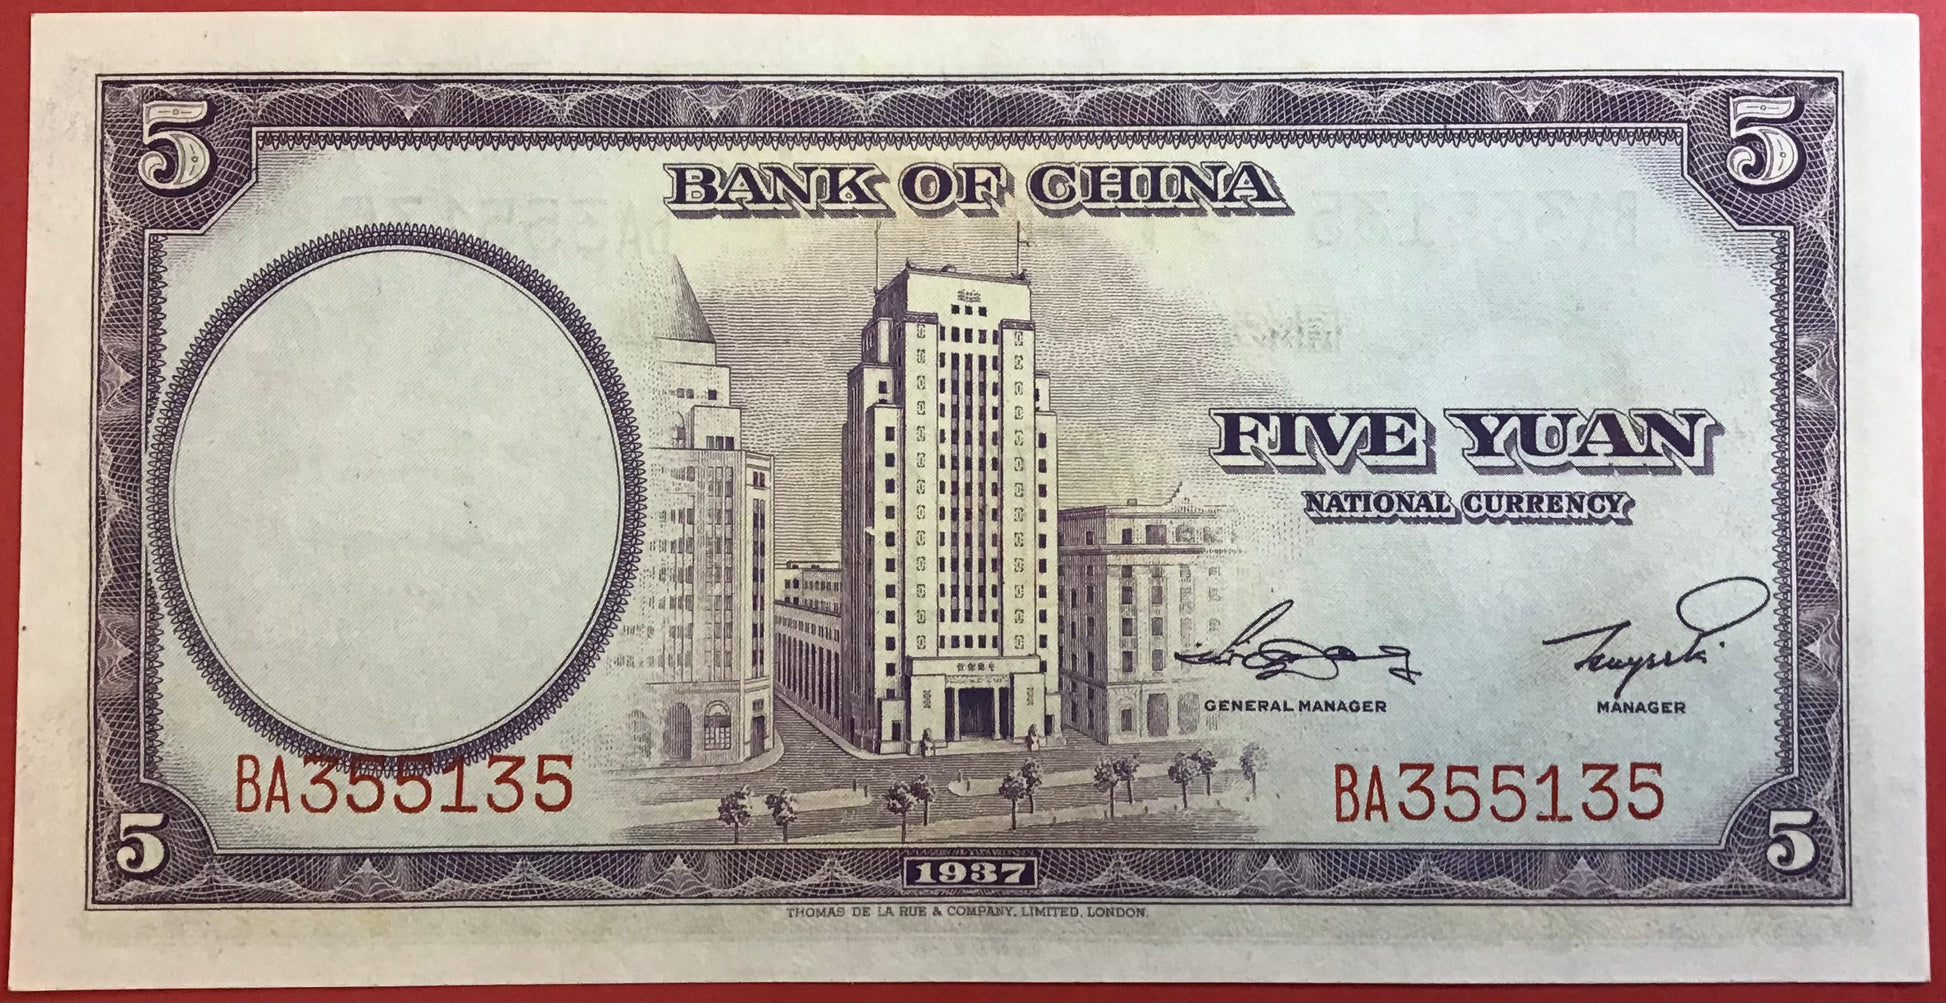 5
5
BANK OF CHINA
FIVE YUAN
NATIONAL CURRENCY
GENERAL MANAGER
MANAGER
BA355135
BA355135
5
5
1937
THOMAS DE LA RUE & COMPANY, LIMITED, LONDON.